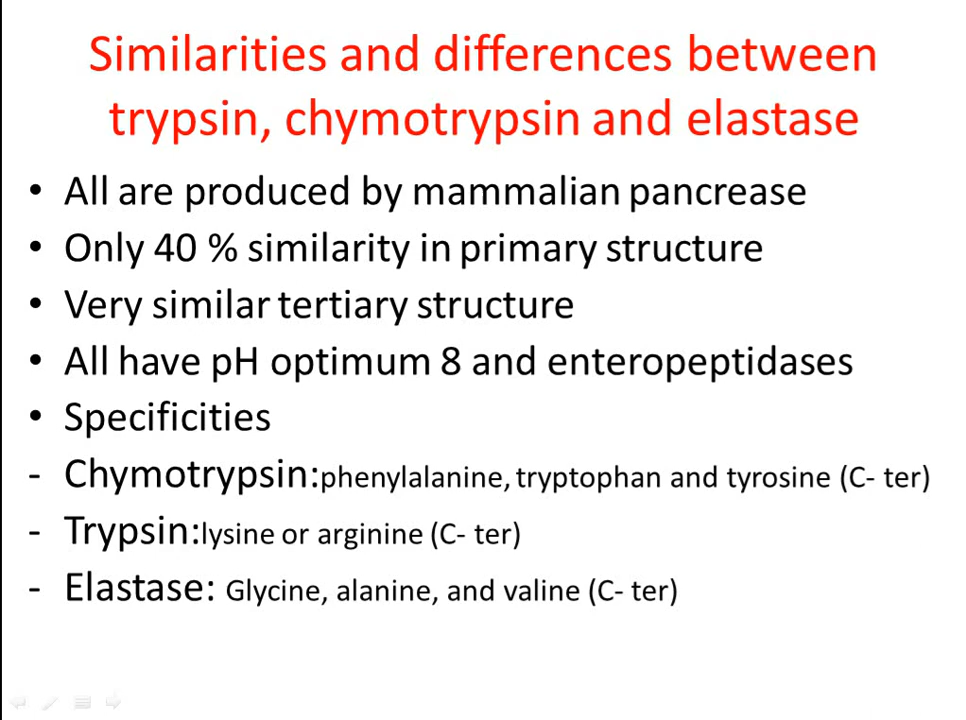 Similarities and differences between
trypsin, chymotrypsin and elastase
• All are produced by mammalian pancrease
• Only 40 % similarity in primary structure
• Very similar tertiary structure
• All have pH optimum 8 and enteropeptidases
• Specificities
- Chymotrypsin:phenylalanine, tryptophan and tyrosine (C- ter)
- Trypsin:lysine or arginine (C- ter)
- Elastase: Glycine, alanine, and valine (C- ter)